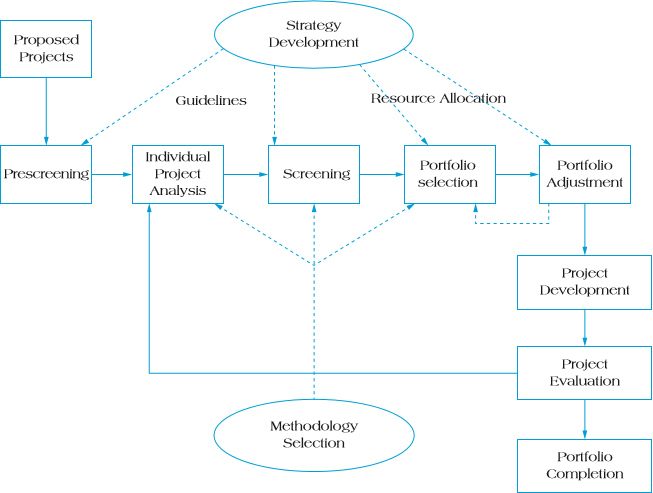 Strategy
Development
Proposed
Projects
Guidelines
Resource Allocation
Prescreening
Individual
Project
Analysis
Screening
Portfolio
selection
Portfolio
Adjustment
Project
Development
Project
Evaluation
Methodology
Selection
Portfolio
Completion